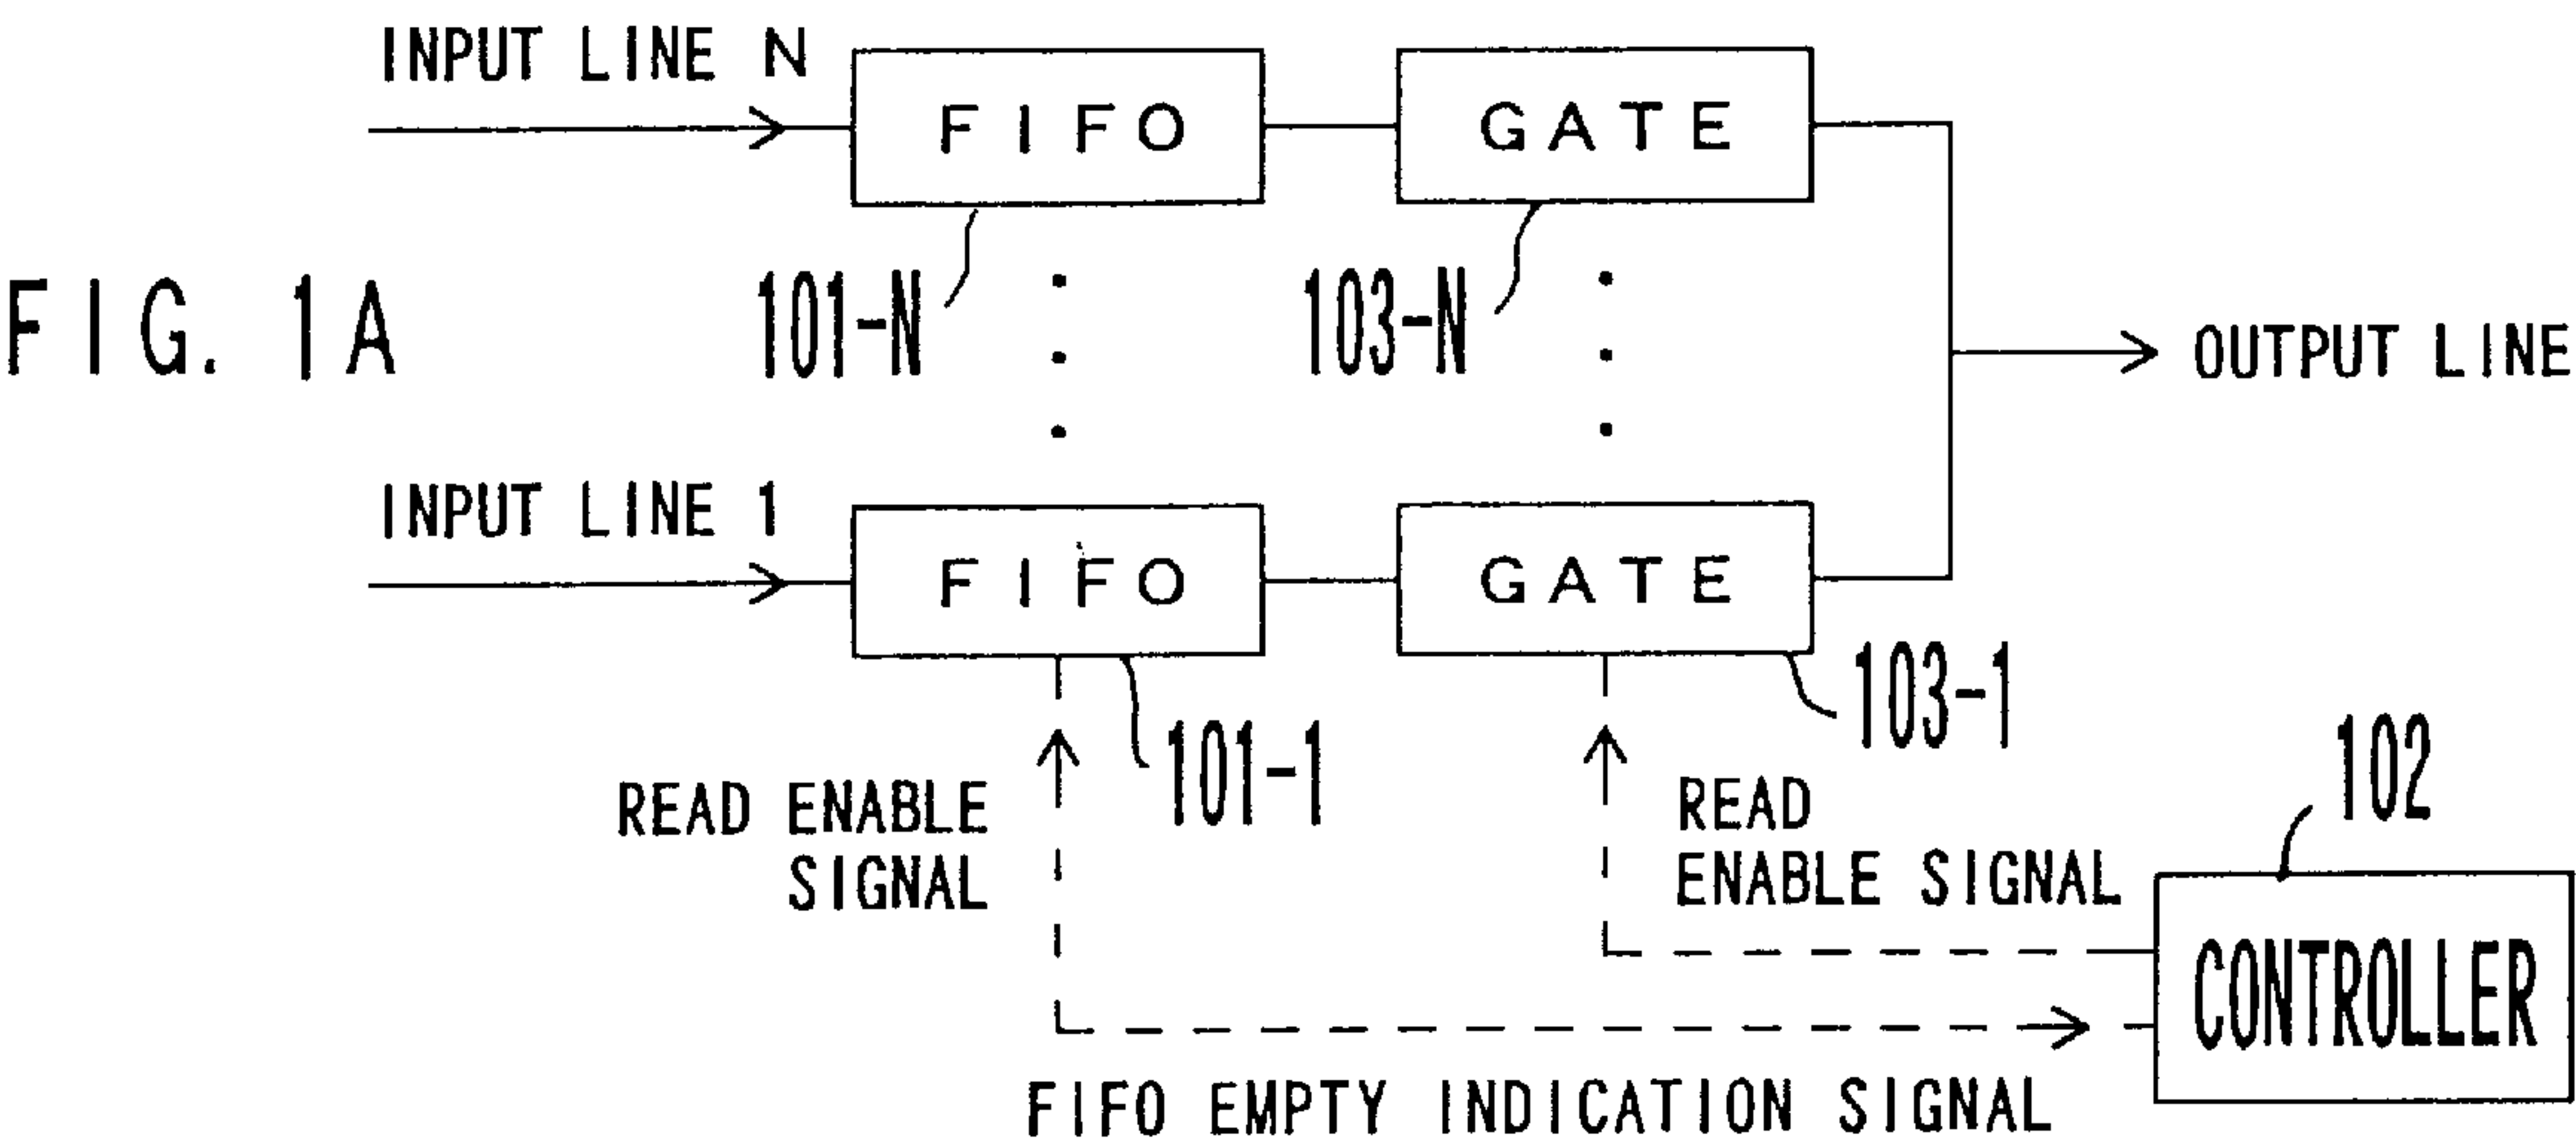 INPUT LINE N
FIFO
GATE
101-N
103-N
FIG. 1A
OUTPUT LINE
INPUT LINE 1
FIFO
GATE
103-1
101-1
102
READ ENABLE
SIGNAL
READ
ENABLE SIGNAL
CONTROLLER
FIFO EMPTY INDICATION SIGNAL